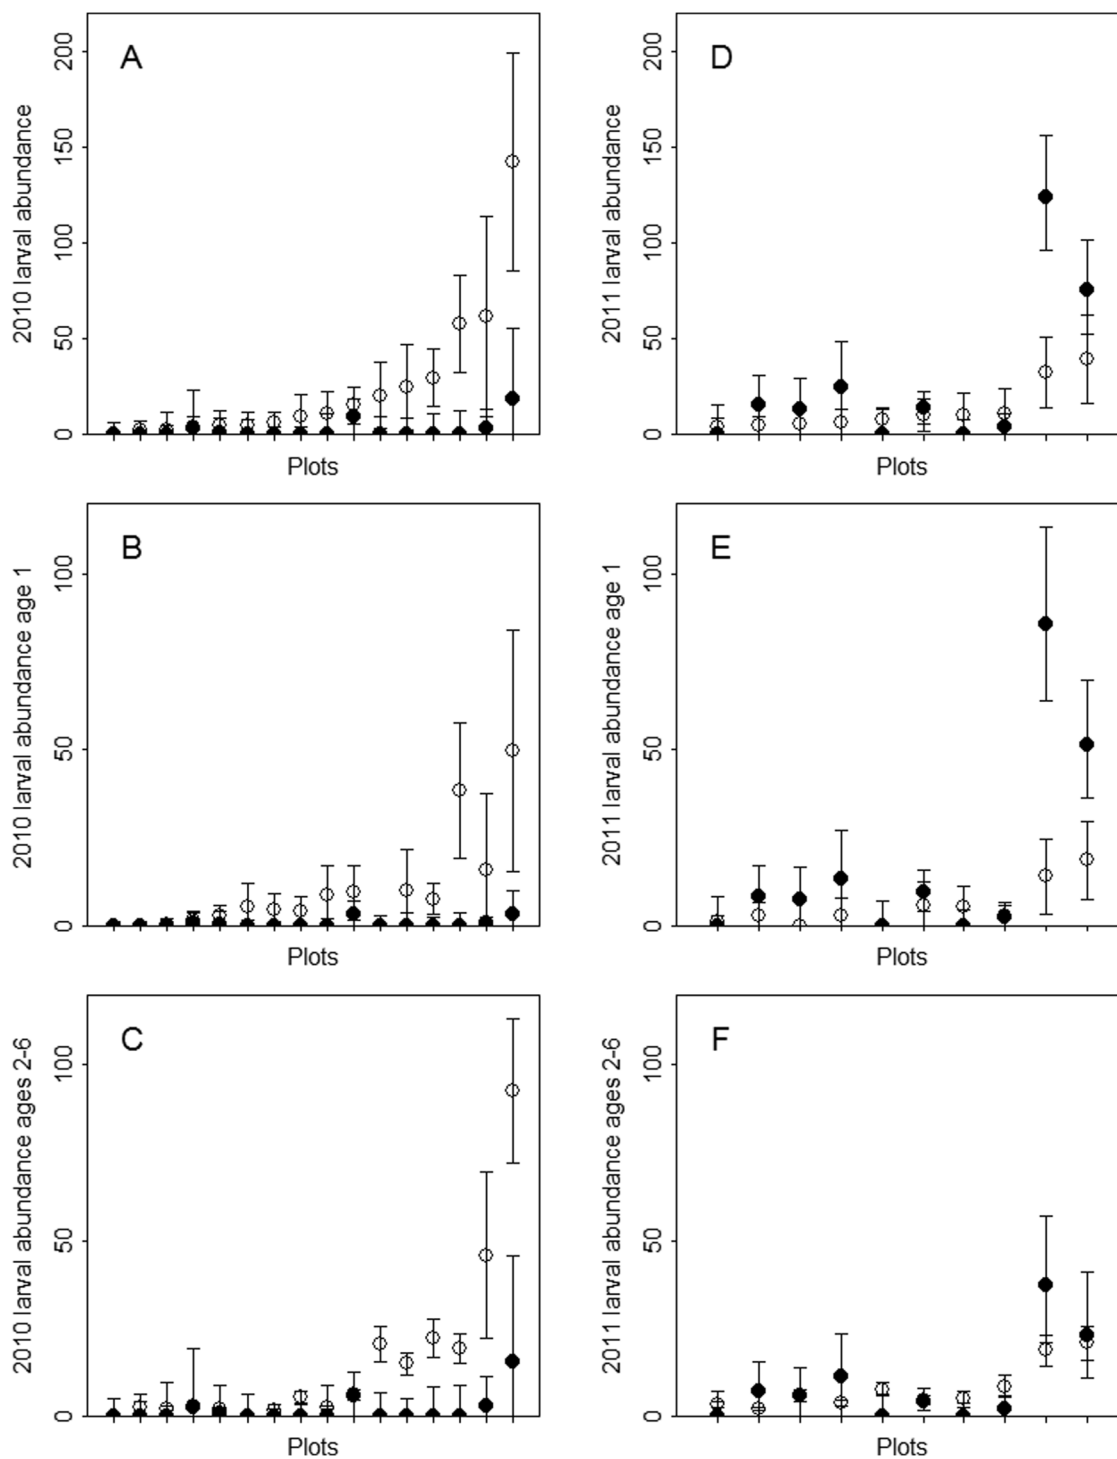 A
2010 larval abundance
0
50
100
150
200
Plots
D
2011 larval abundance
0
50
100
150
200
Plots
B
2010 larval abundance age 1
0
50
100
Plots
E
2011 larval abundance age 1
0
50
100
Plots
C
2010 larval abundance ages 2-6
0
50
100
Plots
F
2011 larval abundance ages 2-6
0
50
100
Plots